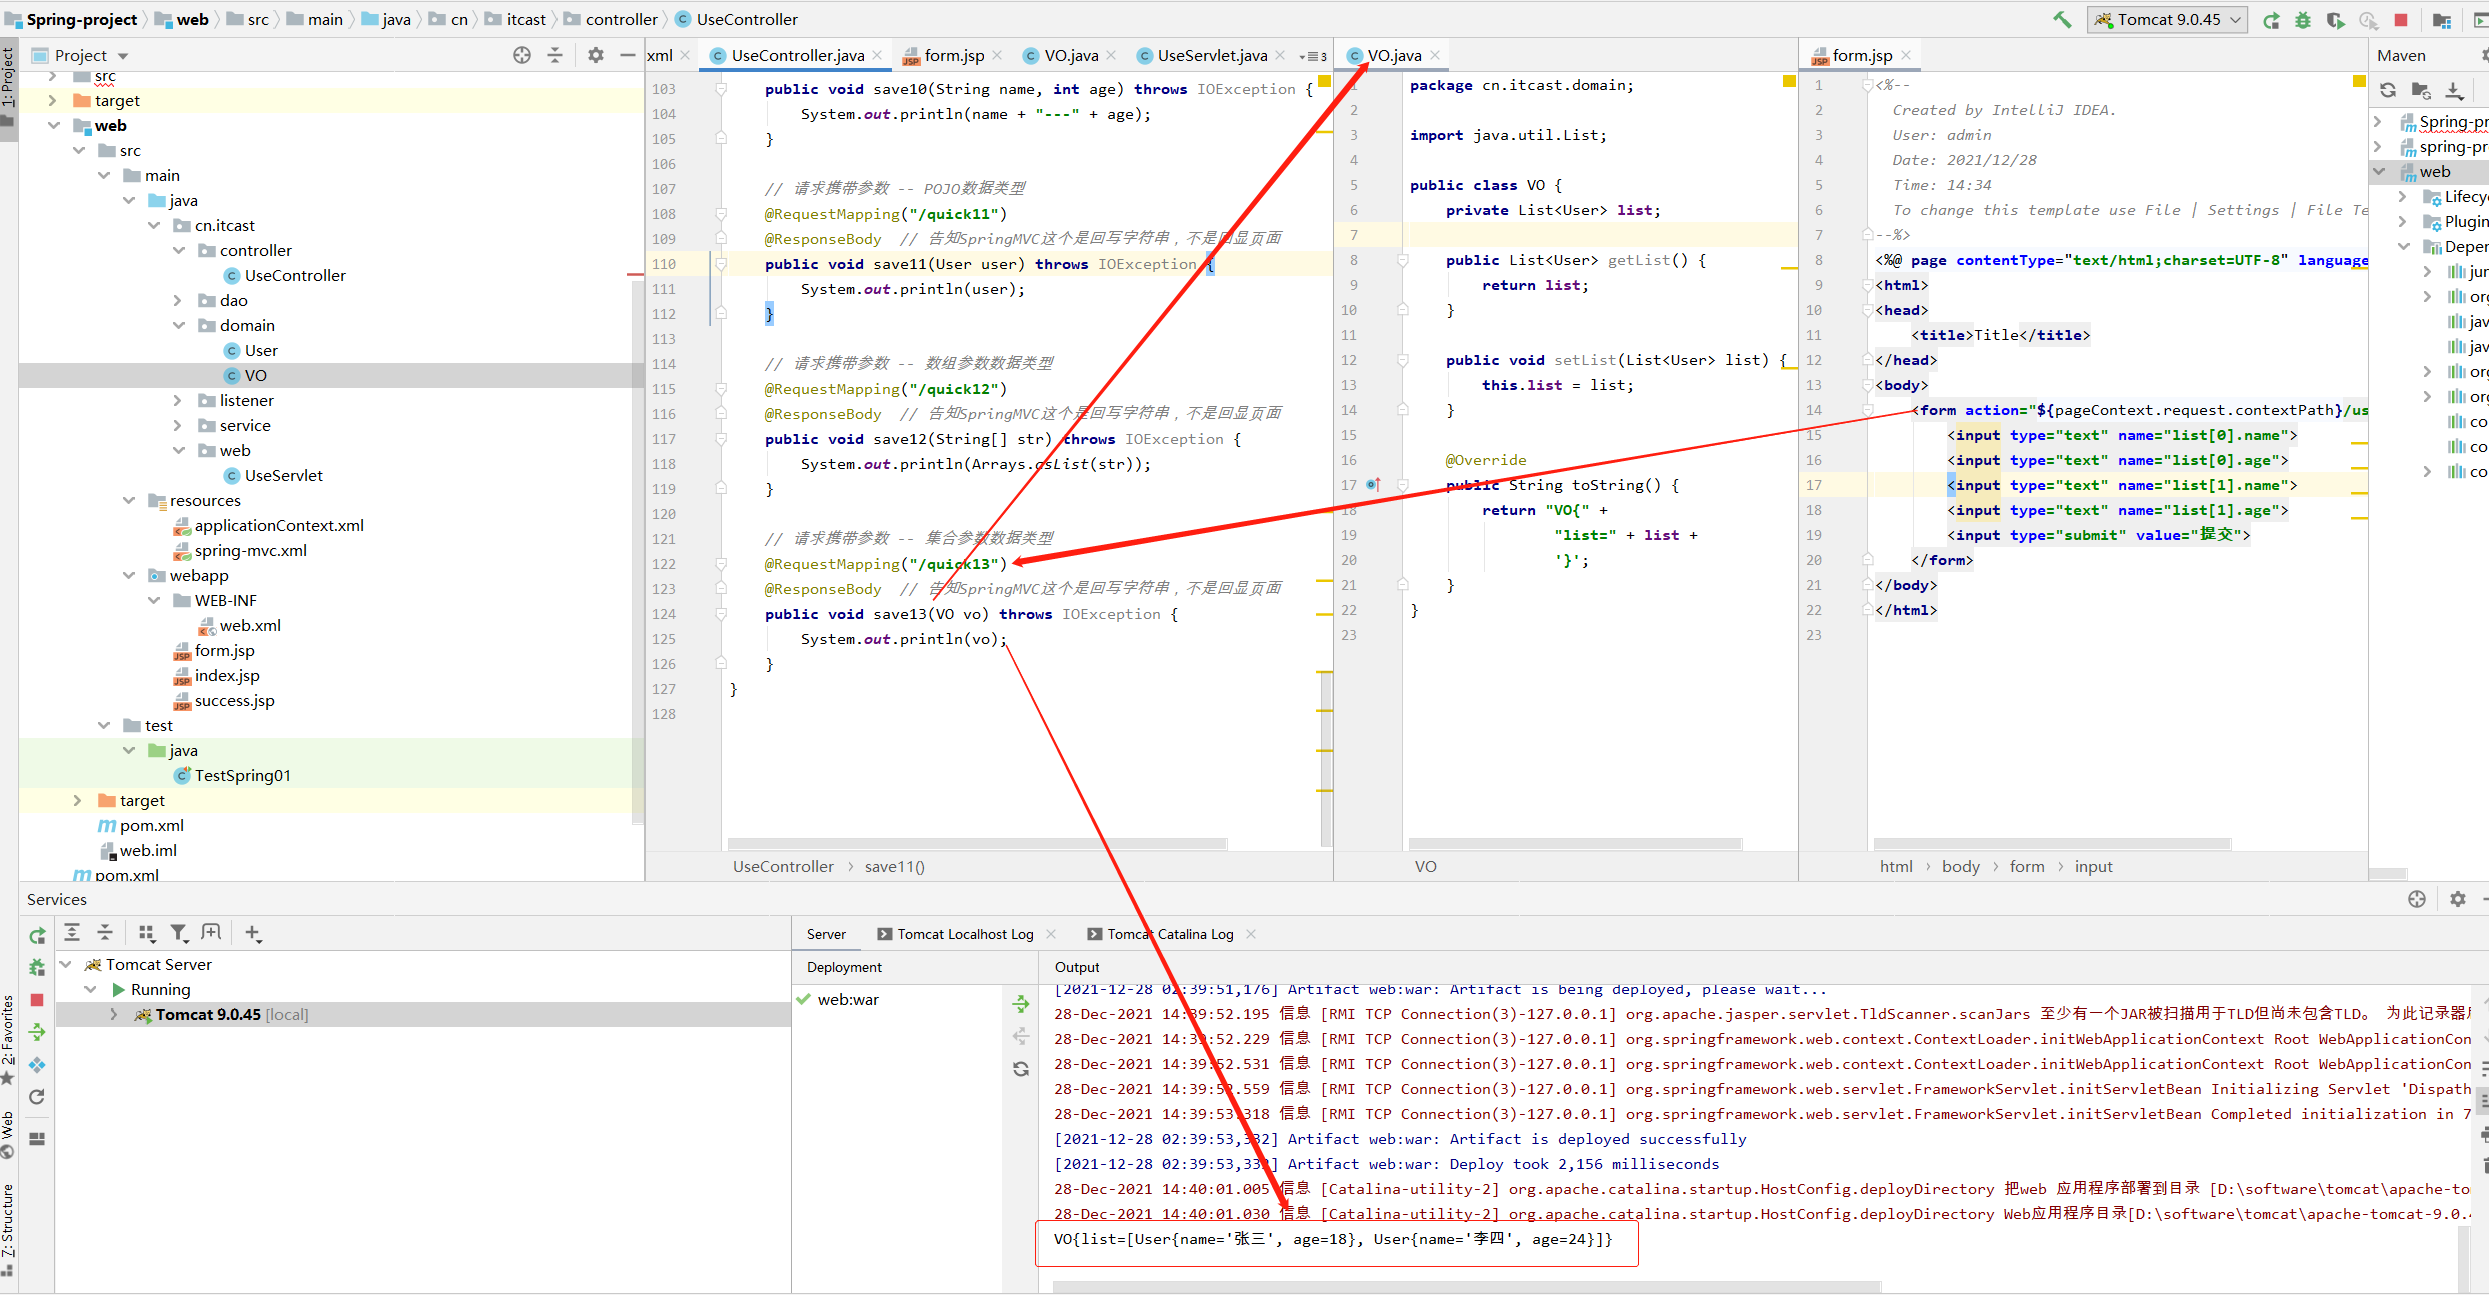 Spring-project
web
src
main
java
cn
itcast
controller
UseController
Tomcat 9.0.45
1: Project
Project
src
target
web
src
main
java
cn.itcast
controller
UseController
dao
domain
User
VO
listener
service
web
UseServlet
resources
applicationContext.xml
spring-mvc.xml
webapp
WEB-INF
web.xml
form.jsp
index.jsp
success.jsp
test
java
TestSpring01
target
pom.xml
web.iml
pom.xml
xml
UseController.java
form.jsp
VO.java
UseServlet.java
3
103 public void save10(String name, int age) throws IOException {
104 System.out.println(name + "---" + age);
105 }
106
107 // 请求携带参数 -- POJO数据类型
108 @RequestMapping("/quick11")
109 @ResponseBody // 告知SpringMVC这个是回写字符串，不是回显页面
110 public void save11(User user) throws IOException {
111 System.out.println(user);
112 }
113
114 // 请求携带参数 -- 数组参数数据类型
115 @RequestMapping("/quick12")
116 @ResponseBody // 告知SpringMVC这个是回写字符串，不是回显页面
117 public void save12(String[] str) throws IOException {
118 System.out.println(Arrays.asList(str));
119 }
120
121 // 请求携带参数 -- 集合参数数据类型
122 @RequestMapping("/quick13")
123 @ResponseBody // 告知SpringMVC这个是回写字符串，不是回显页面
124 public void save13(VO vo) throws IOException {
125 System.out.println(vo);
126 }
127 }
128
UseController
save11()
VO.java
package cn.itcast.domain;
2
3 import java.util.List;
4
5 public class VO {
6 private List<User> list;
7
8 public List<User> getList() {
9 return list;
10 }
11
12 public void setList(List<User> list) {
13 this.list = list;
14 }
15
16 @Override
17 public String toString() {
18 return "VO{" +
19 "list=" + list +
20 '}';
21 }
22 }
23
VO
form.jsp
1 <%--
2 Created by IntelliJ IDEA.
3 User: admin
4 Date: 2021/12/28
5 Time: 14:34
6 To change this template use File | Settings | File Te
7 --%>
8 <%@ page contentType="text/html;charset=UTF-8" language
9 <html>
10 <head>
11 <title>Title</title>
12 </head>
13 <body>
14 <form action="${pageContext.request.contextPath}/us
15 <input type="text" name="list[0].name">
16 <input type="text" name="list[0].age">
17 <input type="text" name="list[1].name">
18 <input type="text" name="list[1].age">
19 <input type="submit" value="提交">
20 </form>
21 </body>
22 </html>
23
html
body
form
input
Maven
Spring-pr
spring-pr
web
Lifecy
Plugin
Deper
jun
org
jav
jav
org
org
co
co
co
Services
Tomcat Server
Running
Tomcat 9.0.45 [local]
2: Favorites
Web
7: Structure
Server
Tomcat Localhost Log
Tomcat Catalina Log
Deployment
web:war
Output
[2021-12-28 02:39:51,176] Artifact web:war: Artifact is being deployed, please wait...
28-Dec-2021 14:39:52.195 信息 [RMI TCP Connection(3)-127.0.0.1] org.apache.jasper.servlet.TldScanner.scanJars 至少有一个JAR被扫描用于TLD但尚未包含TLD。 为此记录器
28-Dec-2021 14:39:52.229 信息 [RMI TCP Connection(3)-127.0.0.1] org.springframework.web.context.ContextLoader.initWebApplicationContext Root WebApplicationCon
28-Dec-2021 14:39:52.531 信息 [RMI TCP Connection(3)-127.0.0.1] org.springframework.web.context.ContextLoader.initWebApplicationContext Root WebApplicationCon
28-Dec-2021 14:39:52.559 信息 [RMI TCP Connection(3)-127.0.0.1] org.springframework.web.servlet.FrameworkServlet.initServletBean Initializing Servlet 'Dispath
28-Dec-2021 14:39:53.318 信息 [RMI TCP Connection(3)-127.0.0.1] org.springframework.web.servlet.FrameworkServlet.initServletBean Completed initialization in 7
[2021-12-28 02:39:53,332] Artifact web:war: Artifact is deployed successfully
[2021-12-28 02:39:53,332] Artifact web:war: Deploy took 2,156 milliseconds
28-Dec-2021 14:40:01.005 信息 [Catalina-utility-2] org.apache.catalina.startup.HostConfig.deployDirectory 把web 应用程序部署到目录 [D:\software\tomcat\apache-to
28-Dec-2021 14:40:01.030 信息 [Catalina-utility-2] org.apache.catalina.startup.HostConfig.deployDirectory Web应用程序目录[D:\software\tomcat\apache-tomcat-9.0.4
VO{list=[User{name='张三', age=18}, User{name='李四', age=24}]}